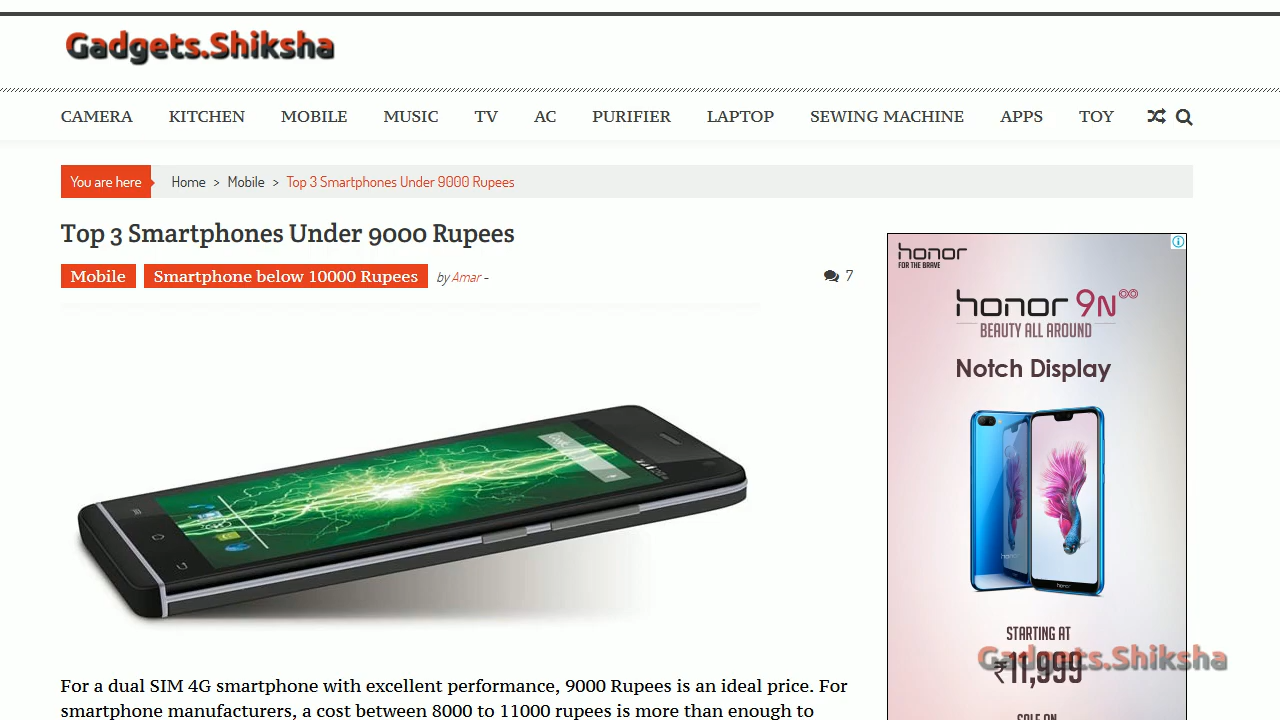 Gadgets.Shiksha
CAMERA KITCHEN MOBILE MUSIC TV AC PURIFIER LAPTOP SEWING MACHINE APPS TOY
You are here Home > Mobile > Top 3 Smartphones Under 9000 Rupees
Top 3 Smartphones Under 9000 Rupees
Mobile Smartphone below 10000 Rupees by Amar - 7
For a dual SIM 4G smartphone with excellent performance, 9000 Rupees is an ideal price. For
smartphone manufacturers, a cost between 8000 to 11000 rupees is more than enough to
honor
FOR THE BRAVE
honor 9N
BEAUTY ALL AROUND
Notch Display
honor
honor
STARTING AT
₹11,999
Gadgets.Shiksha
SALE ON